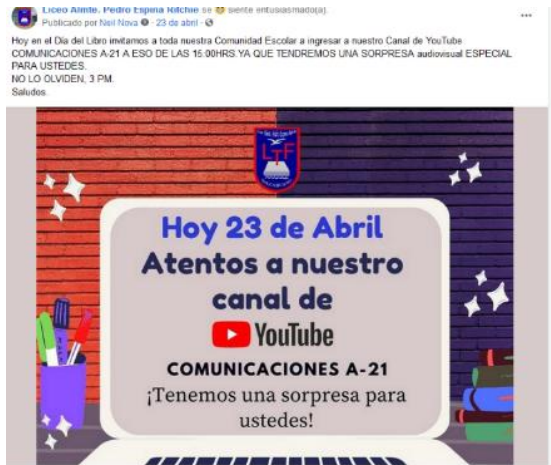 Liceo Almte. Pedro Espina Ritchie se siente entusiasmado(a).
Publicado por Neil Nova · 23 de abril ·
Hoy en el Día del Libro invitamos a toda nuestra Comunidad Escolar a ingresar a nuestro Canal de YouTube
COMUNICACIONES A-21 A ESO DE LAS 15:00HRS.YA QUE TENDREMOS UNA SORPRESA audiovisual ESPECIAL
PARA USTEDES.
NO LO OLVIDEN, 3 PM.
Saludos.
LTF
Hoy 23 de Abril
Atentos a nuestro
canal de
YouTube
COMUNICACIONES A-21
¡Tenemos una sorpresa para
ustedes!